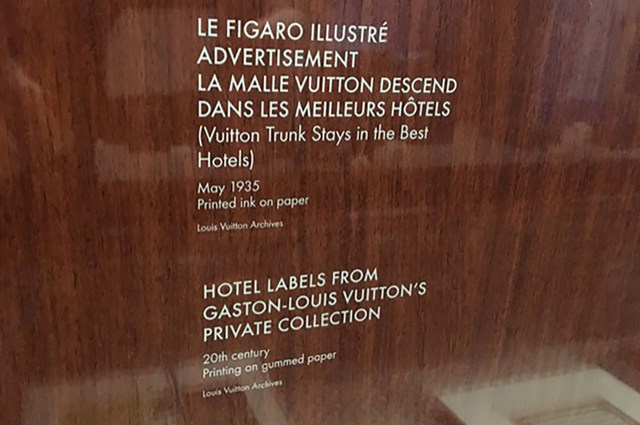 LE FIGARO ILLUSTRÉ
ADVERTISEMENT
LA MALLE VUITTON DESCEND
DANS LES MEILLEURS HÔTELS
(Vuitton Trunk Stays in the Best
Hotels)
May 1935
Printed ink on paper
Louis Vuitton Archives
HOTEL LABELS FROM
GASTON-LOUIS VUITTON'S
PRIVATE COLLECTION
20th century
Printing on gummed paper
Louis Vuitton Archives